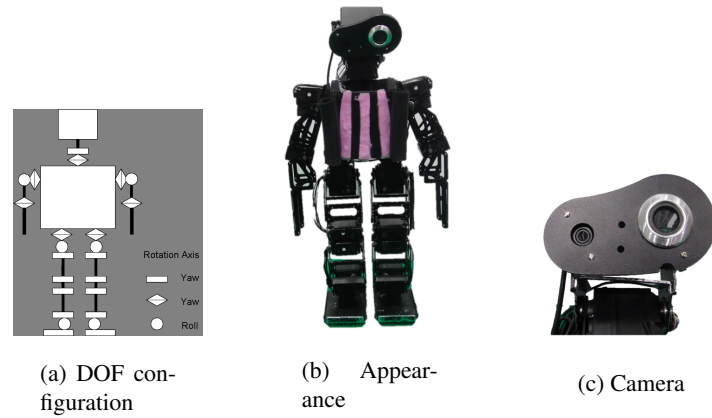 Rotation Axis
Yaw
Yaw
Roll
(a) DOF con-
figuration
(b) Appear-
ance
(c) Camera